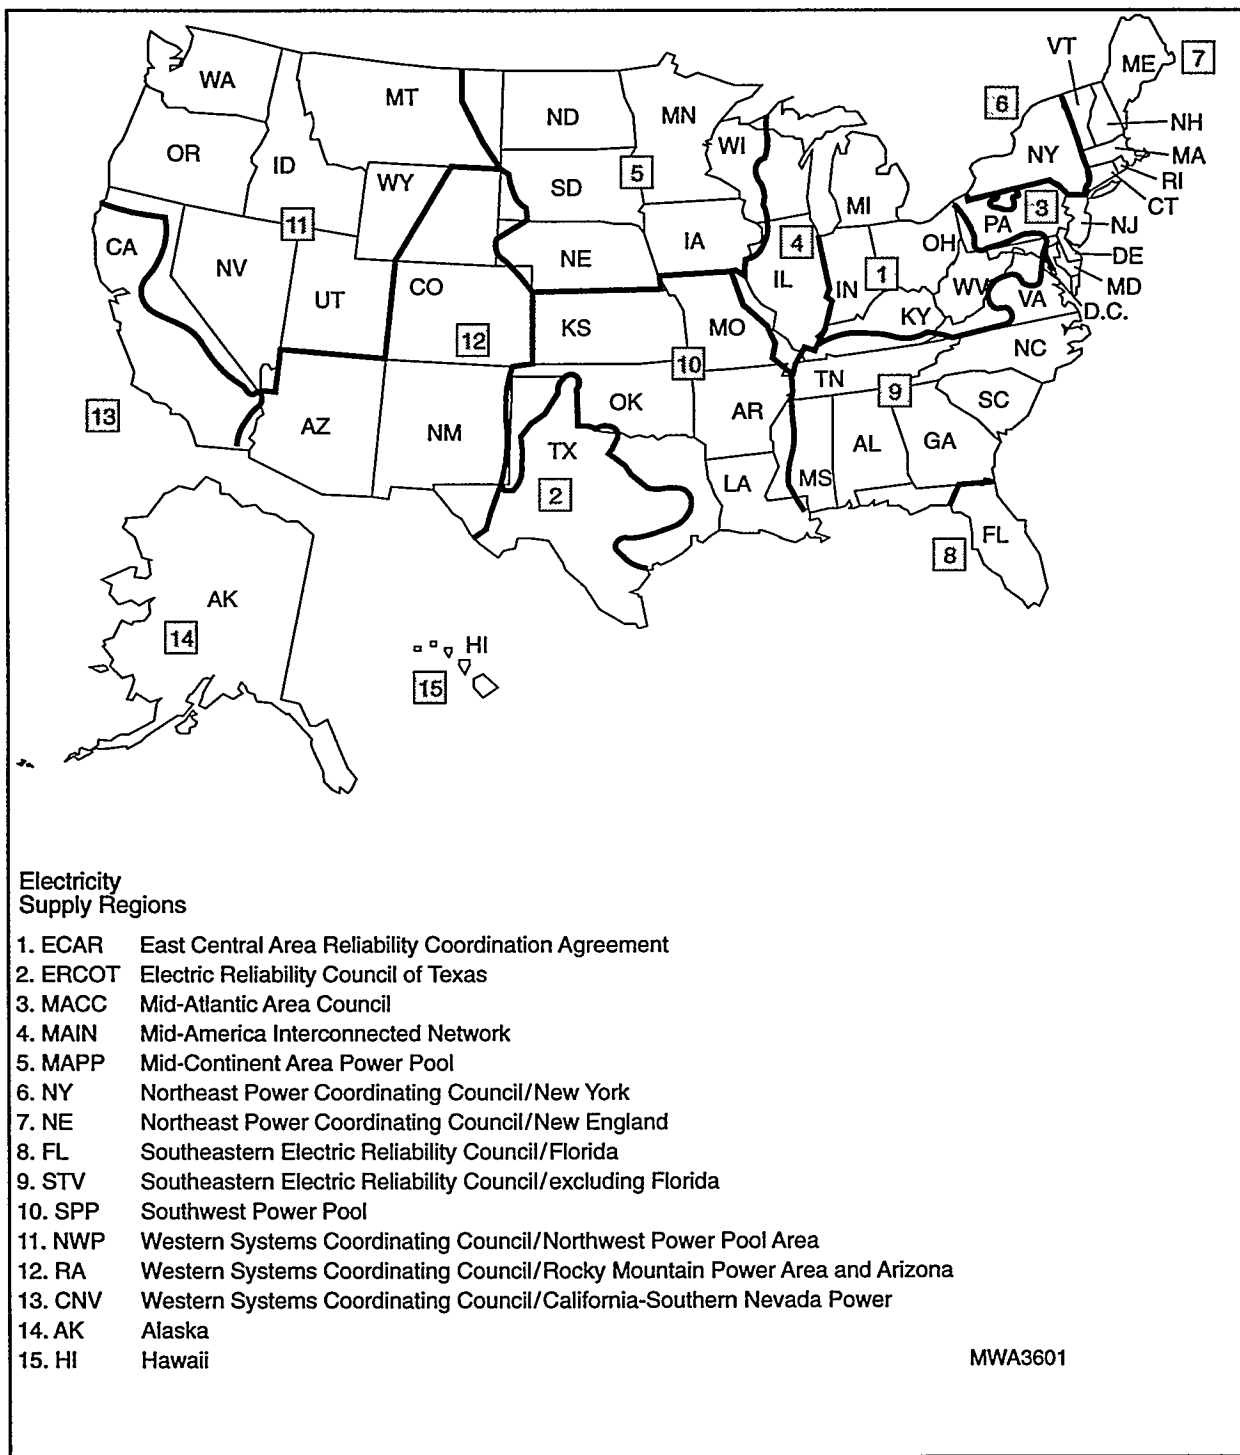 VT
ME
7
WA
MT
6
ND
MN
NH
OR
ID
WI
NY
MA
5
SD
RI
WY
CT
MI
3
PA
NJ
11
CA
IA
4
OH
DE
NV
NE
IL
IN
1
MD
UT
CO
WV
VA
D.C.
KS
MO
KY
12
NC
10
TN
9
13
OK
AR
SC
AZ
NM
TX
AL
GA
2
LA
MS
FL
8
AK
14
HI
15
Electricity
Supply Regions
1. ECAR East Central Area Reliability Coordination Agreement
2. ERCOT Electric Reliability Council of Texas
3. MACC Mid-Atlantic Area Council
4. MAIN Mid-America Interconnected Network
5. MAPP Mid-Continent Area Power Pool
6. NY Northeast Power Coordinating Council/New York
7. NE Northeast Power Coordinating Council/New England
8. FL Southeastern Electric Reliability Council/Florida
9. STV Southeastern Electric Reliability Council/excluding Florida
10. SPP Southwest Power Pool
11. NWP Western Systems Coordinating Council/Northwest Power Pool Area
12. RA Western Systems Coordinating Council/Rocky Mountain Power Area and Arizona
13. CNV Western Systems Coordinating Council/California-Southern Nevada Power
14. AK Alaska
15. HI Hawaii
MWA3601